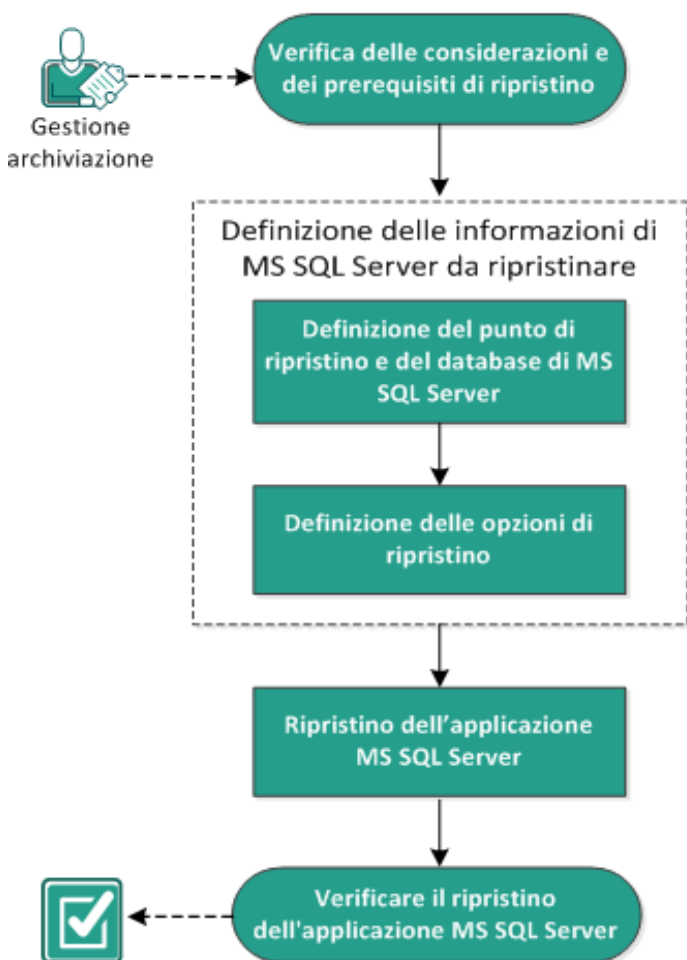 Gestione
archiviazione
Verifica delle considerazioni e
dei prerequisiti di ripristino
Definizione delle informazioni di
MS SQL Server da ripristinare
Definizione del punto di
ripristino e del database di MS
SQL Server
Definizione delle opzioni di
ripristino
Ripristino dell’applicazione
MS SQL Server
Verificare il ripristino
dell'applicazione MS SQL Server